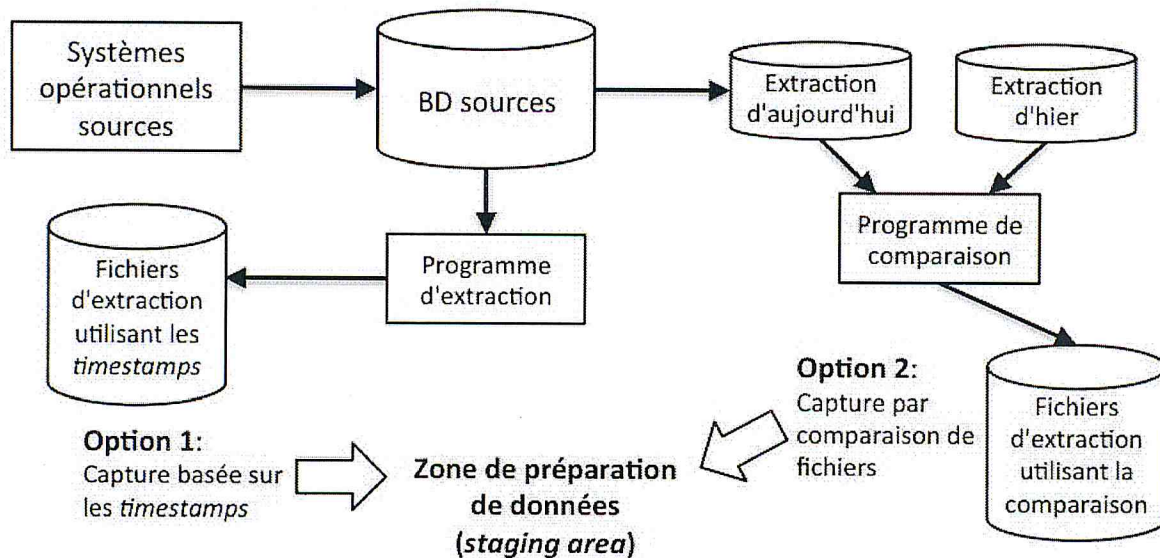 Systèmes
opérationnels
sources
BD sources
Extraction
d'aujourd'hui
Extraction
d'hier
Programme de
comparaison
Programme
d'extraction
Fichiers
d'extraction
utilisant les
timestamps
Option 1:
Capture basée sur
les timestamps
Zone de préparation
de données
(staging area)
Option 2:
Capture par
comparaison de
fichiers
Fichiers
d'extraction
utilisant la
comparaison